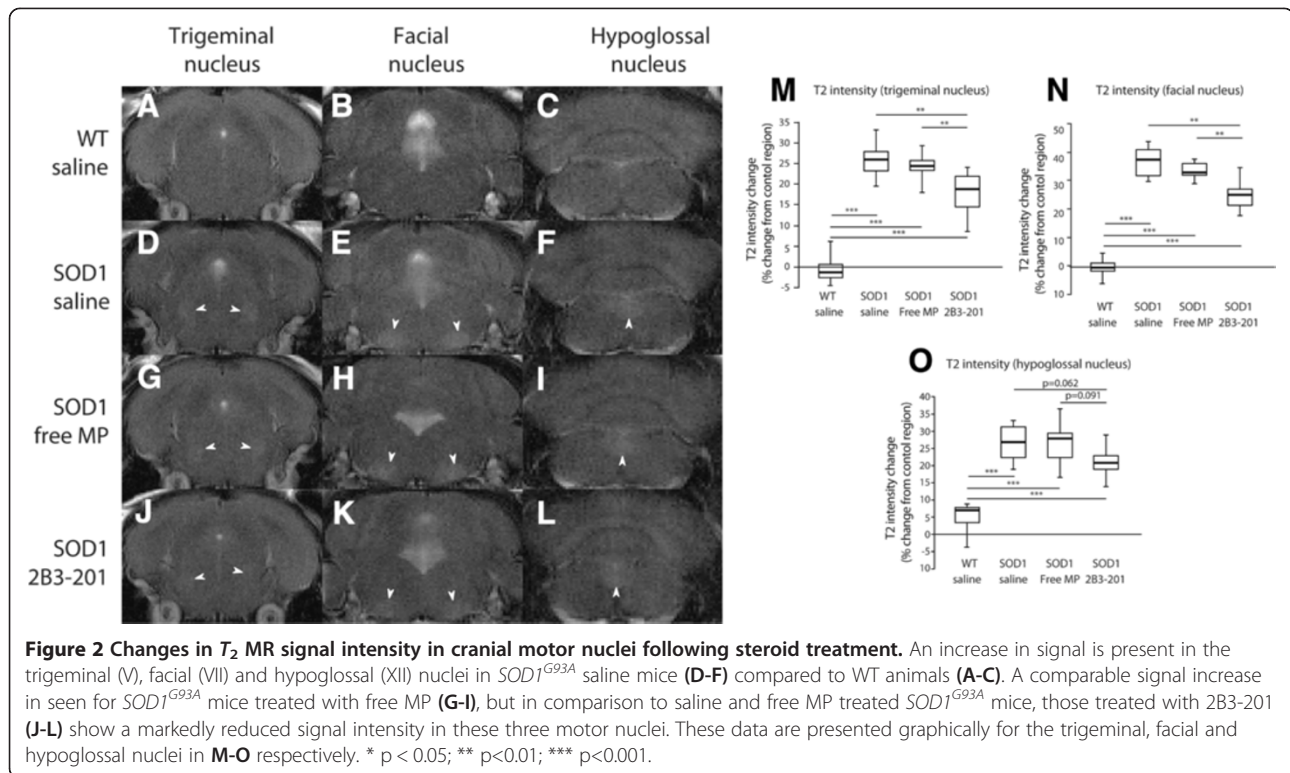 Trigeminal nucleus
Facial nucleus
Hypoglossal nucleus
WT saline
A
B
C
SOD1 saline
D
E
F
SOD1 free MP
G
H
I
SOD1 2B3-201
J
K
L
M T2 intensity (trigeminal nucleus)
T2 intensity change
(% change from contol region)
35
30
25
20
15
10
5
0
-5
**
**
***
***
***
WT saline
SOD1 saline
SOD1 Free MP
SOD1 2B3-201
N T2 intensity (facial nucleus)
T2 intensity change
(% change from contol region)
50
40
30
20
10
0
10
**
**
***
***
***
WT saline
SOD1 saline
SOD1 Free MP
SOD1 2B3-201
O T2 intensity (hypoglossal nucleus)
T2 intensity change
(% change from contol region)
40
35
30
25
20
15
10
5
0
-5
10
p=0.062
p=0.091
***
***
***
WT saline
SOD1 saline
SOD1 Free MP
SOD1 2B3-201
Figure 2 Changes in T2 MR signal intensity in cranial motor nuclei following steroid treatment. An increase in signal is present in the
trigeminal (V), facial (VII) and hypoglossal (XII) nuclei in SOD1G93A saline mice (D-F) compared to WT animals (A-C). A comparable signal increase
in seen for SOD1G93A mice treated with free MP (G-I), but in comparison to saline and free MP treated SOD1G93A mice, those treated with 2B3-201
(J-L) show a markedly reduced signal intensity in these three motor nuclei. These data are presented graphically for the trigeminal, facial and
hypoglossal nuclei in M-O respectively. * p < 0.05; ** p<0.01; *** p<0.001.